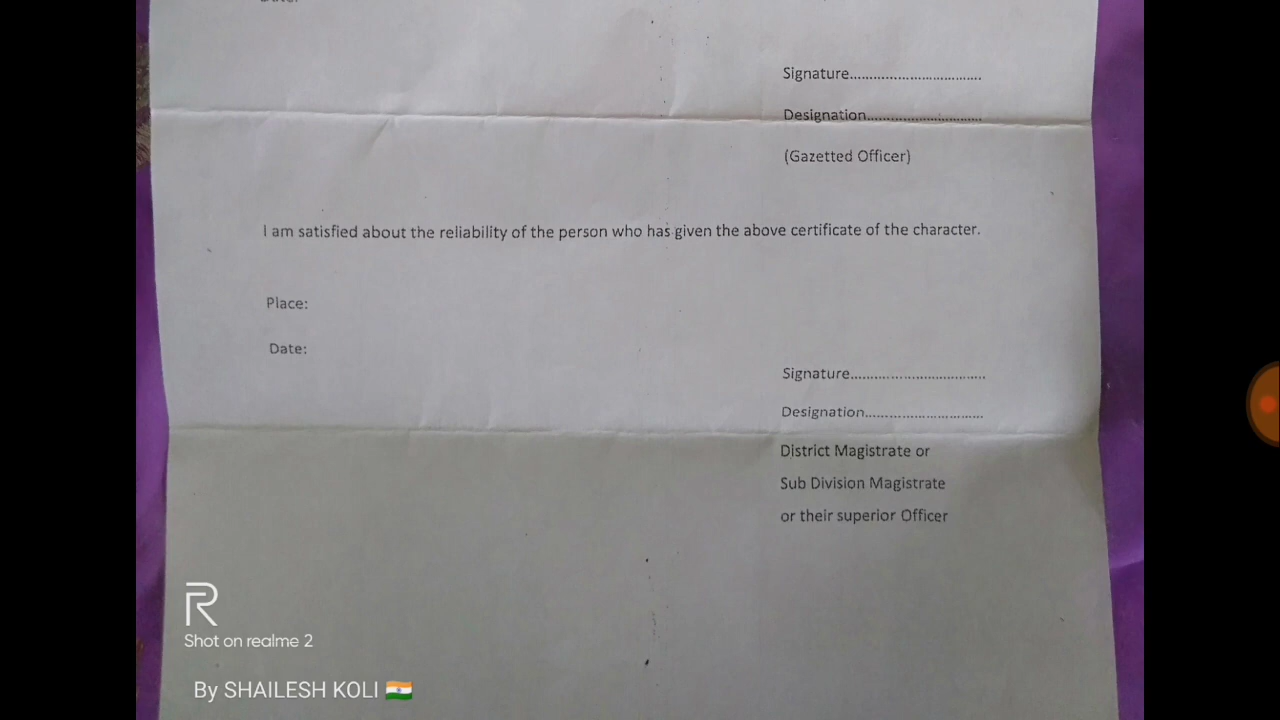 Signature.................................
Designation.............................
(Gazetted Officer)
I am satisfied about the reliability of the person who has given the above certificate of the character.
Place:
Date:
Signature..................................
Designation..............................
District Magistrate or
Sub Division Magistrate
or their superior Officer
R
Shot on realme 2
By SHAILESH KOLI 🇮🇳